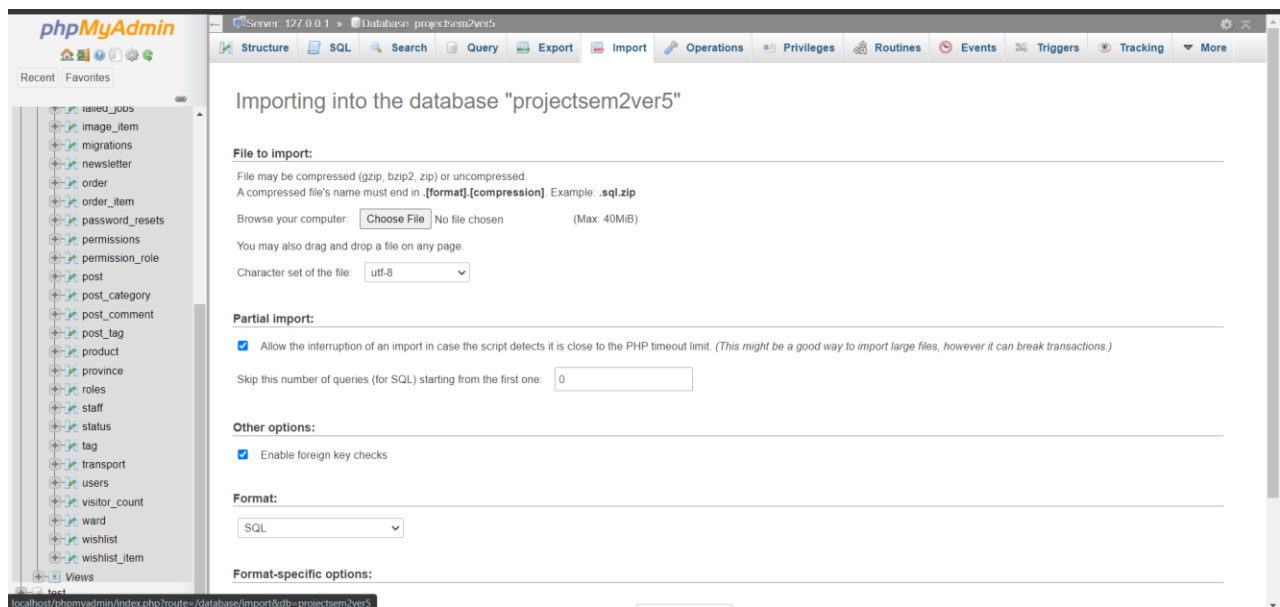 phpMyAdmin
Recent Favorites
failed_jobs
image_item
migrations
newsletter
order
order_item
password_resets
permissions
permission_role
post
post_category
post_comment
post_tag
product
province
roles
staff
status
tag
transport
users
visitor_count
ward
wishlist
wishlist_item
Views
test
localhost/phpmyadmin/index.php?route=/database/import&db=projectsem2ver5
Server: 127.0.0.1 » Database: projectsem2ver5
Structure SQL Search Query Export Import Operations Privileges Routines Events Triggers Tracking More
Importing into the database "projectsem2ver5"
File to import:
File may be compressed (gzip, bzip2, zip) or uncompressed.
A compressed file's name must end in .[format].[compression]. Example: .sql.zip
Browse your computer: Choose File No file chosen (Max: 40MiB)
You may also drag and drop a file on any page.
Character set of the file: utf-8
Partial import:
Allow the interruption of an import in case the script detects it is close to the PHP timeout limit. (This might be a good way to import large files, however it can break transactions.)
Skip this number of queries (for SQL) starting from the first one: 0
Other options:
Enable foreign key checks
Format:
SQL
Format-specific options: